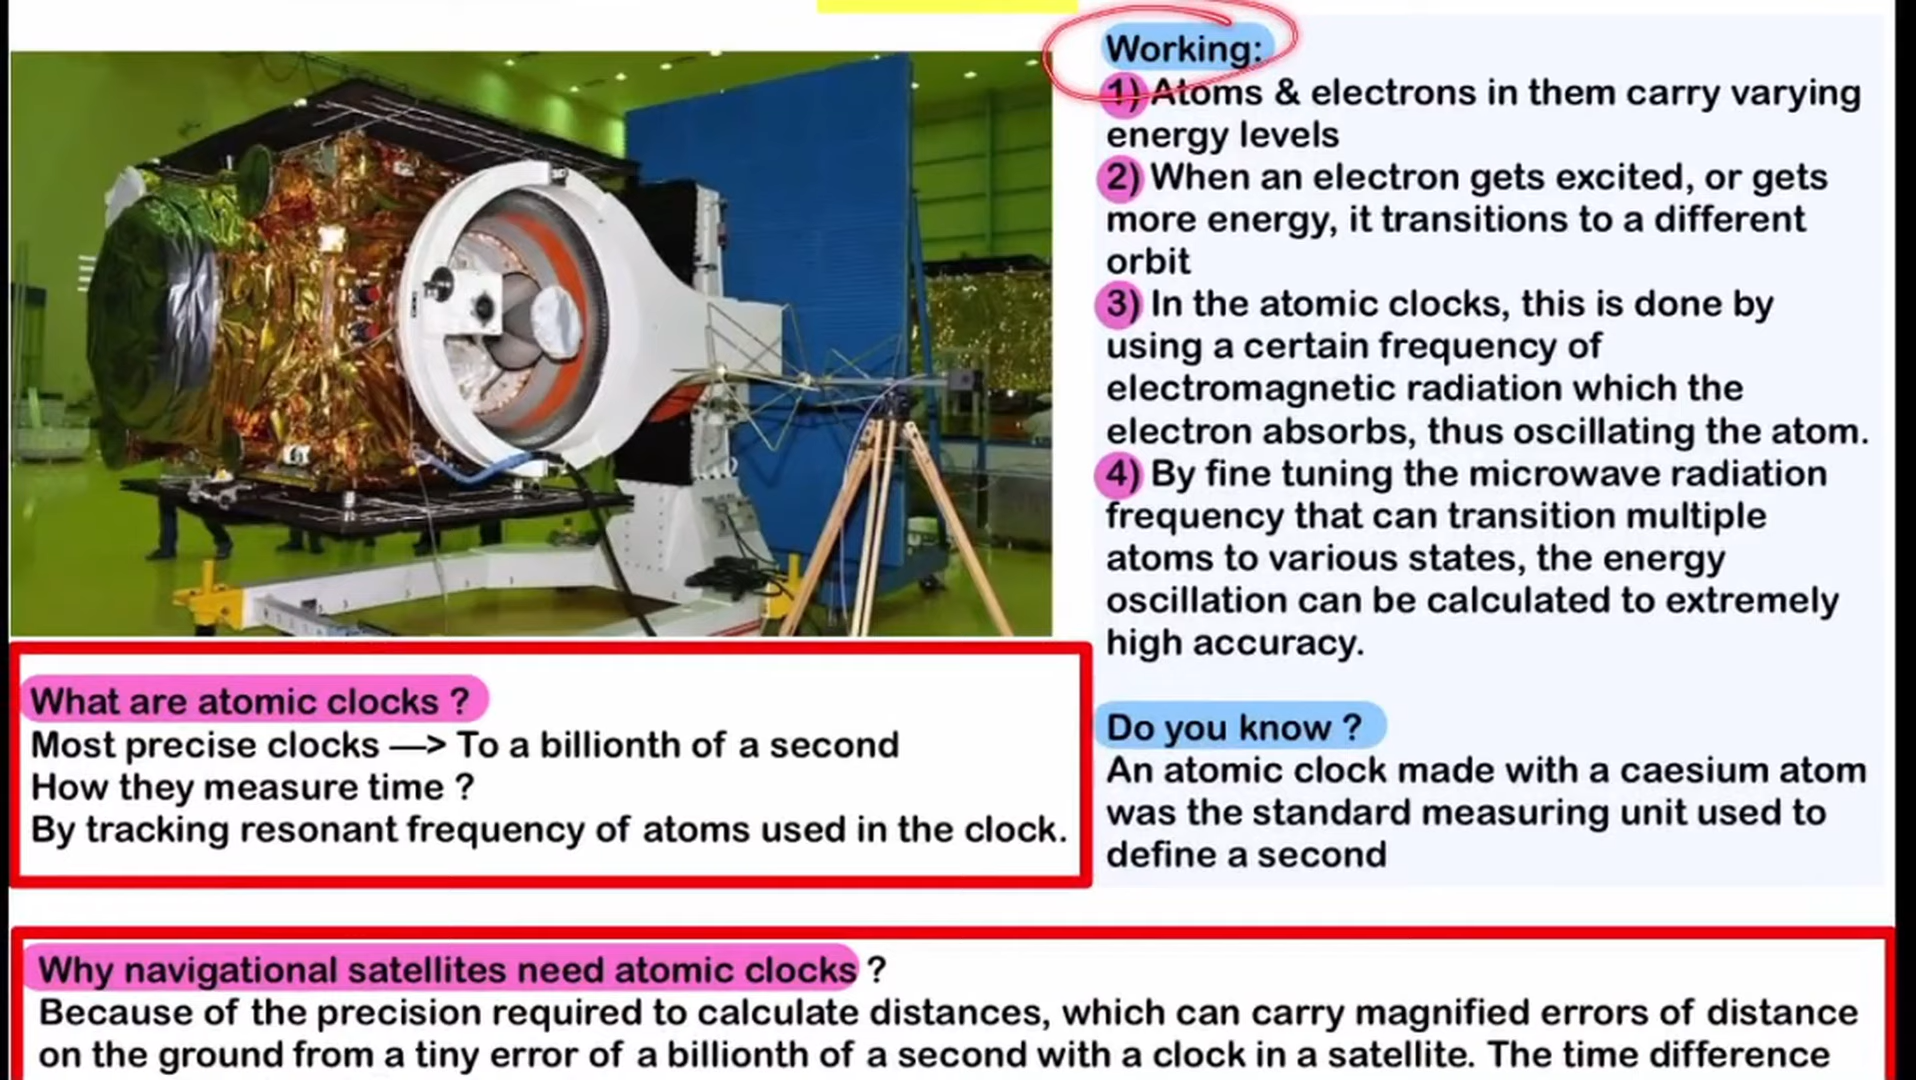 Working:
1) Atoms & electrons in them carry varying
energy levels
2) When an electron gets excited, or gets
more energy, it transitions to a different
orbit
3) In the atomic clocks, this is done by
using a certain frequency of
electromagnetic radiation which the
electron absorbs, thus oscillating the atom.
4) By fine tuning the microwave radiation
frequency that can transition multiple
atoms to various states, the energy
oscillation can be calculated to extremely
high accuracy.
Do you know ?
An atomic clock made with a caesium atom
was the standard measuring unit used to
define a second
What are atomic clocks ?
Most precise clocks —> To a billionth of a second
How they measure time ?
By tracking resonant frequency of atoms used in the clock.
Why navigational satellites need atomic clocks ?
Because of the precision required to calculate distances, which can carry magnified errors of distance
on the ground from a tiny error of a billionth of a second with a clock in a satellite. The time difference